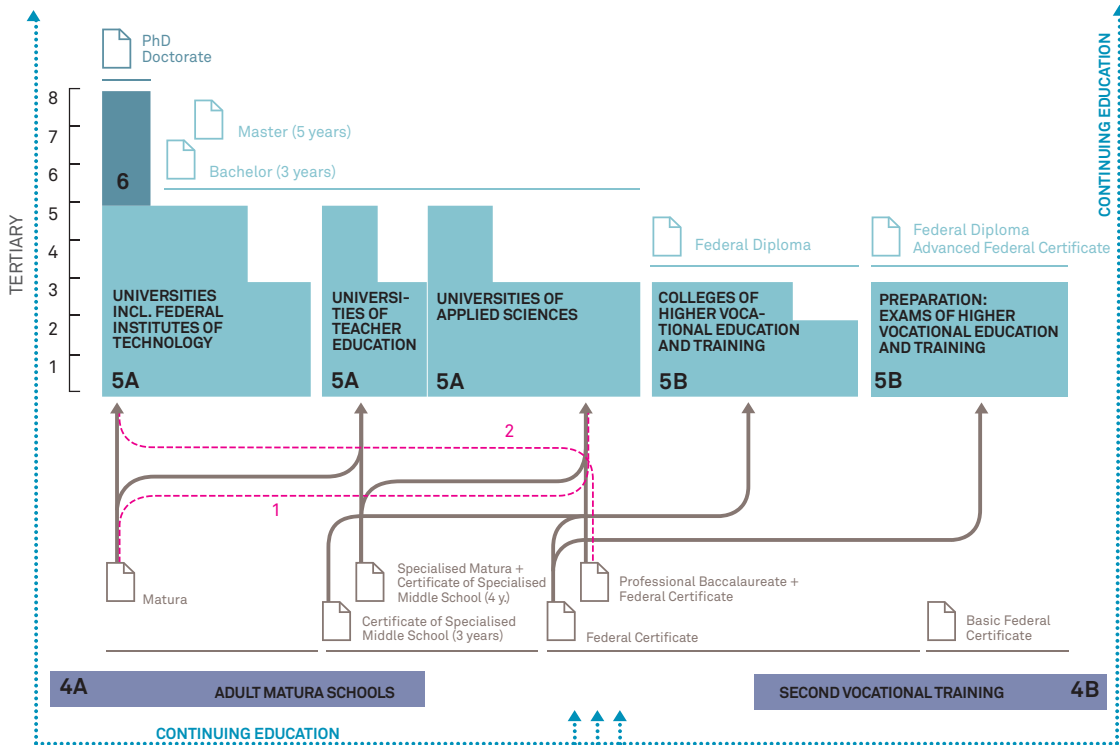 PhD
Doctorate
Master (5 years)
Bachelor (3 years)
CONTINUING EDUCATION
TERTIARY
8
7
6
5
4
3
2
1
6
Federal Diploma
Federal Diploma
Advanced Federal Certificate
UNIVERSITIES
INCL. FEDERAL
INSTITUTES OF
TECHNOLOGY
5A
UNIVERSI-
TIES OF
TEACHER
EDUCATION
5A
UNIVERSITIES OF
APPLIED SCIENCES
5A
COLLEGES OF
HIGHER VOCA-
TIONAL EDUCATION
AND TRAINING
5B
PREPARATION:
EXAMS OF HIGHER
VOCATIONAL EDUCATION
AND TRAINING
5B
2
1
Matura
Specialised Matura +
Certificate of Specialised
Middle School (4 y.)
Certificate of Specialised
Middle School (3 years)
Professional Baccalaureate +
Federal Certificate
Federal Certificate
Basic Federal
Certificate
4A
ADULT MATURA SCHOOLS
SECOND VOCATIONAL TRAINING
4B
CONTINUING EDUCATION